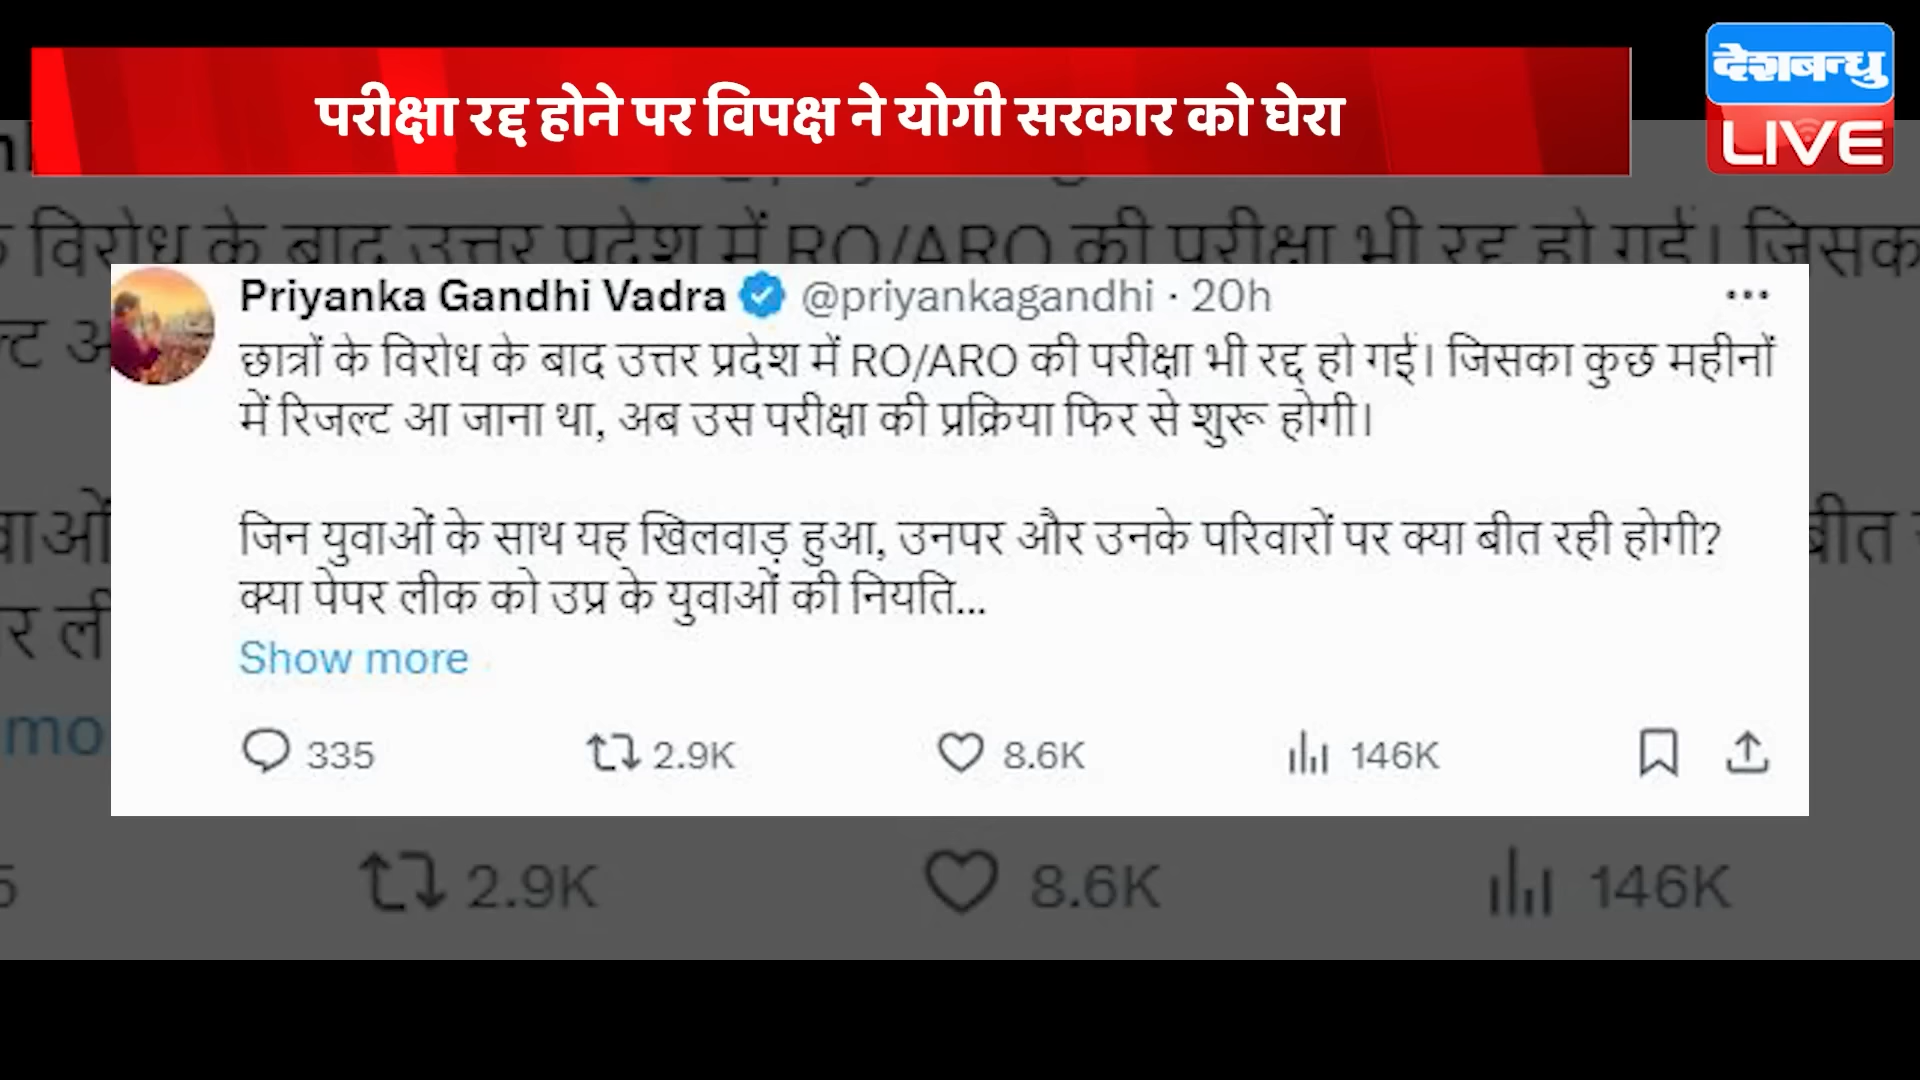 परीक्षा रद्द होने पर विपक्ष ने योगी सरकार को घेरा
देशबन्धु
LIVE
Priyanka Gandhi Vadra @priyankagandhi · 20h
छात्रों के विरोध के बाद उत्तर प्रदेश में RO/ARO की परीक्षा भी रद्द हो गई। जिसका कुछ महीनों
में रिजल्ट आ जाना था, अब उस परीक्षा की प्रक्रिया फिर से शुरू होगी।
जिन युवाओं के साथ यह खिलवाड़ हुआ, उनपर और उनके परिवारों पर क्या बीत रही होगी?
क्या पेपर लीक को उप्र के युवाओं की नियति...
Show more
335 2.9K 8.6K 146K
2.9K 8.6K 146K